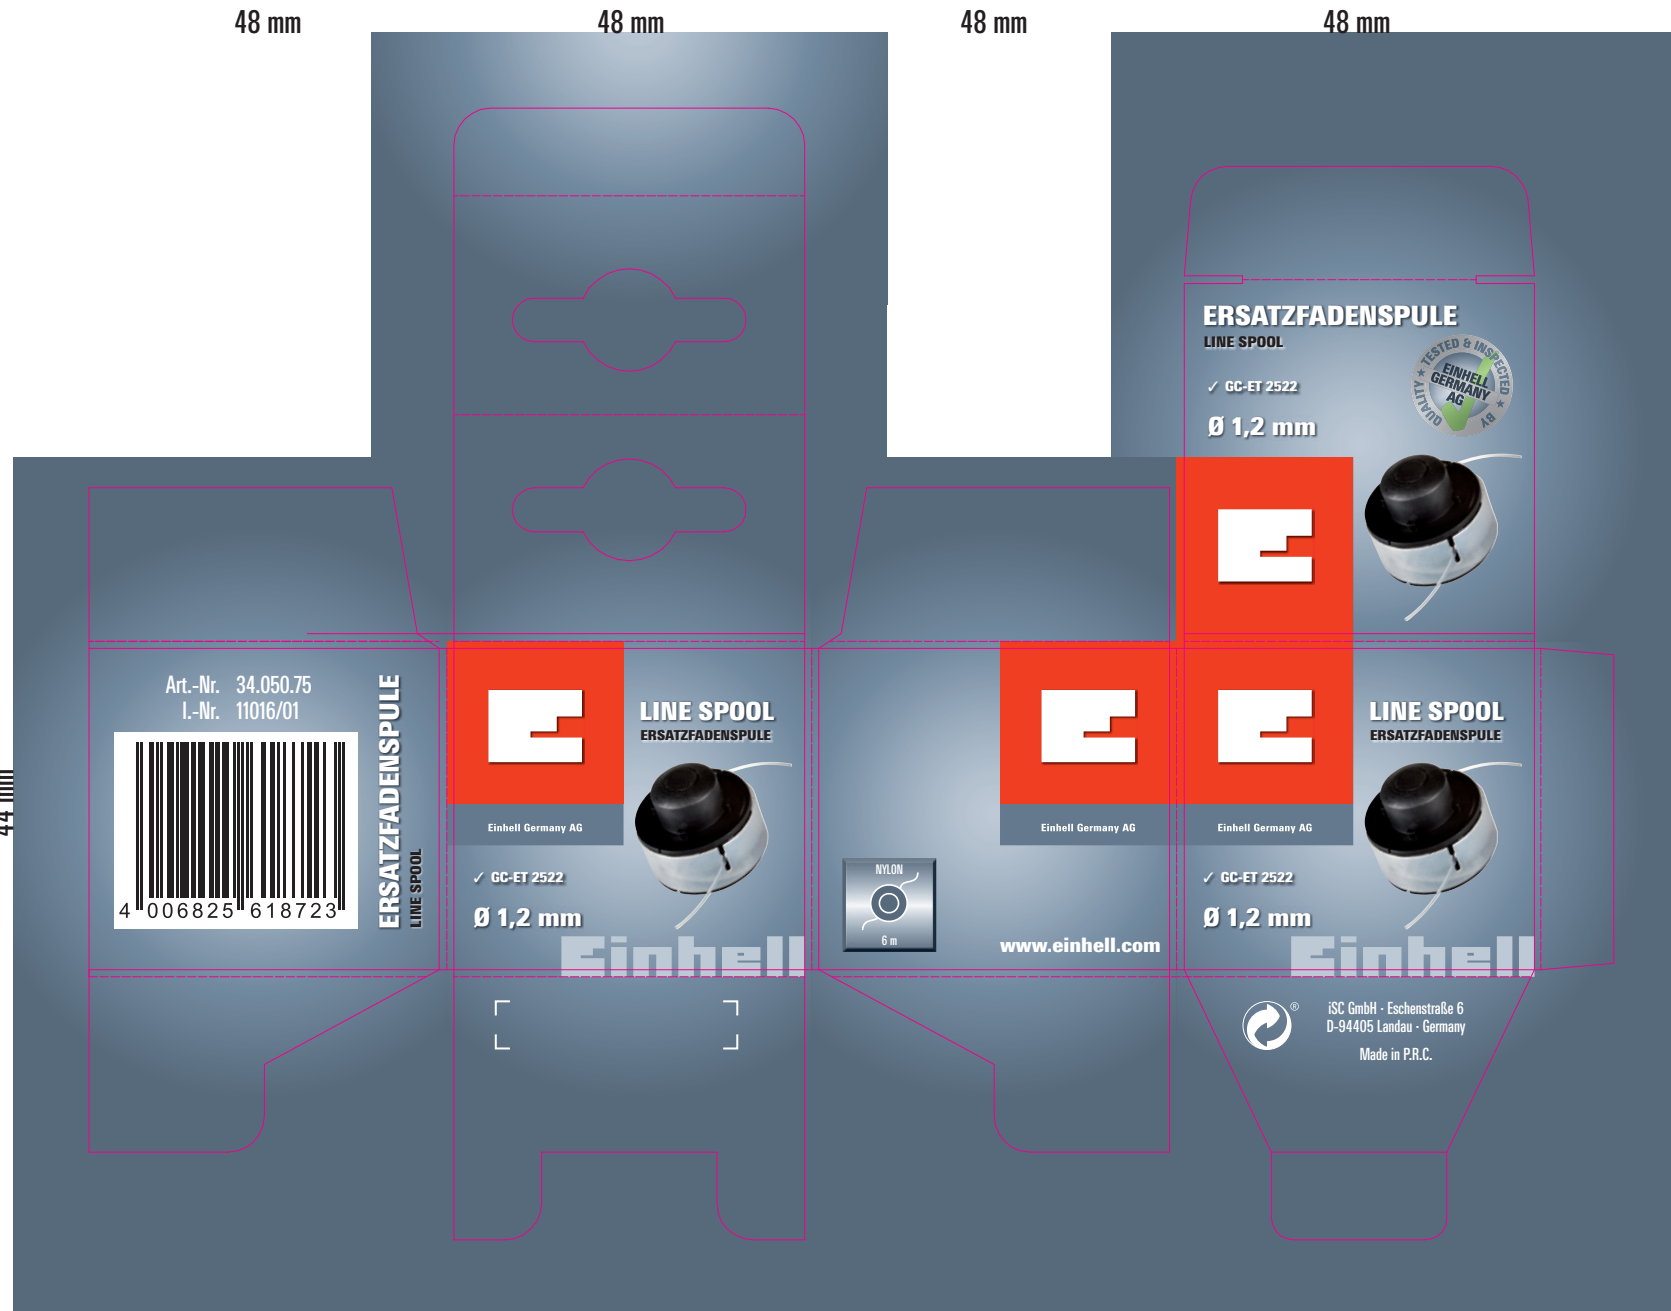 48 mm
48 mm
48 mm
48 mm
44 mm
ERSATZFADENSPULE
LINE SPOOL
✓ GC-ET 2522
Ø 1,2 mm
QUALITY ★ TESTED & INSPECTED ★ BY
EINHELL
GERMANY
AG
Art.-Nr. 34.050.75
I.-Nr. 11016/01
4 006825 618723
ERSATZFADENSPULE
LINE SPOOL
LINE SPOOL
ERSATZFADENSPULE
Einhell Germany AG
✓ GC-ET 2522
Ø 1,2 mm
Einhell
NYLON
6 m
Einhell Germany AG
www.einhell.com
LINE SPOOL
ERSATZFADENSPULE
Einhell Germany AG
✓ GC-ET 2522
Ø 1,2 mm
Einhell
®
iSC GmbH · Eschenstraße 6
D-94405 Landau · Germany
Made in P.R.C.